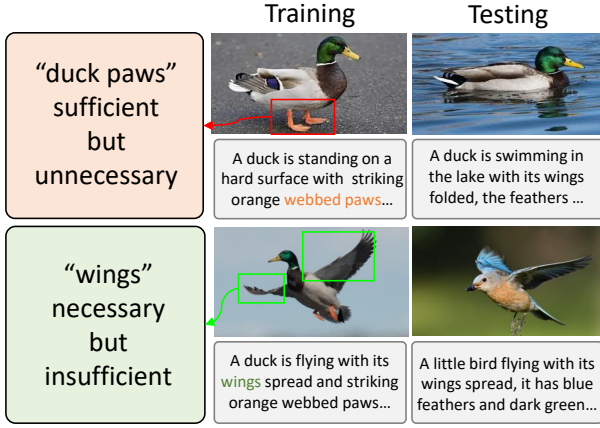 Training
Testing
“duck paws”
sufficient
but
unnecessary
A duck is standing on a
hard surface with striking
orange webbed paws...
A duck is swimming in
the lake with its wings
folded, the feathers ...
“wings”
necessary
but
insufficient
A duck is flying with its
wings spread and striking
orange webbed paws...
A little bird flying with its
wings spread, it has blue
feathers and dark green...